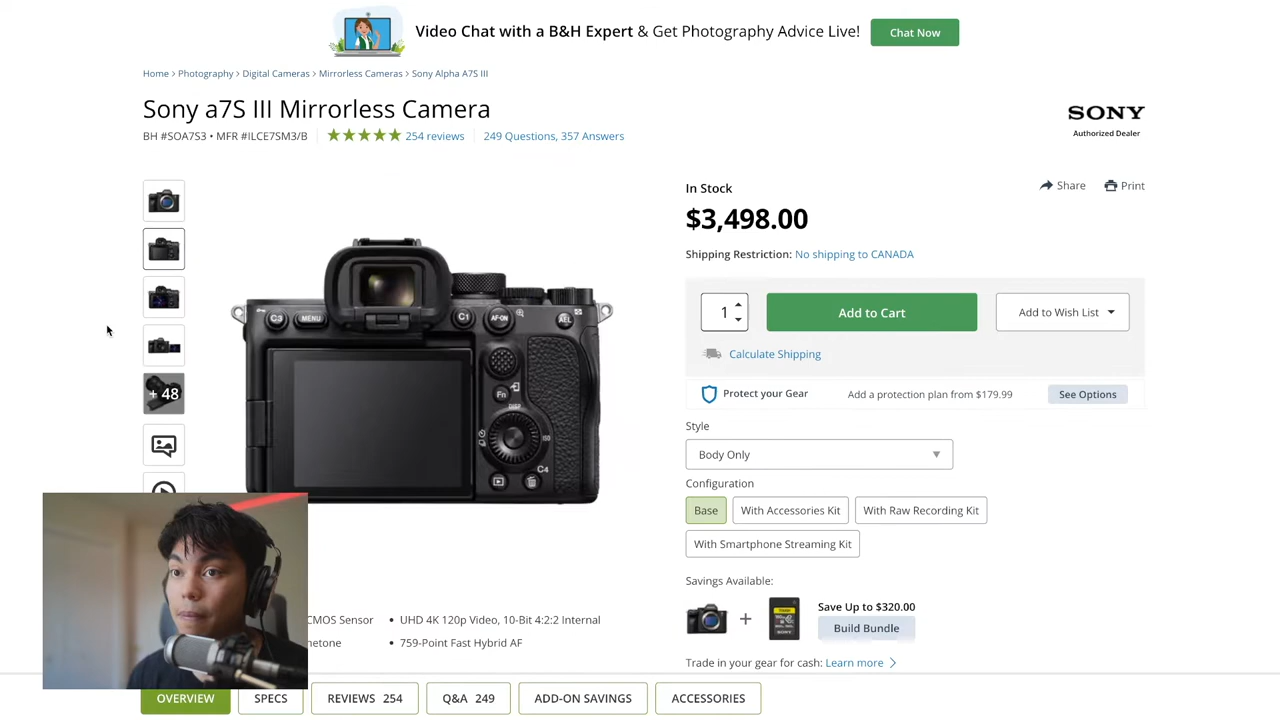 Video Chat with a B&H Expert & Get Photography Advice Live!
Chat Now
Home > Photography > Digital Cameras > Mirrorless Cameras > Sony Alpha A7S III
Sony a7S III Mirrorless Camera
BH #SOA7S3 • MFR #ILCE7SM3/B
254 reviews
249 Questions, 357 Answers
SONY
Authorized Dealer
In Stock
Share
Print
$3,498.00
Shipping Restriction: No shipping to CANADA
1
Add to Cart
Add to Wish List
Calculate Shipping
Protect your Gear
Add a protection plan from $179.99
See Options
Style
Body Only
Configuration
Base
With Accessories Kit
With Raw Recording Kit
With Smartphone Streaming Kit
Savings Available:
+
Save Up to $320.00
Build Bundle
Trade in your gear for cash: Learn more >
+ 48
C3
MENU
C1
AF-ON
AEL
Fn
DISP
ISO
C4
CMOS Sensor
• UHD 4K 120p Video, 10-Bit 4:2:2 Internal
• 759-Point Fast Hybrid AF
OVERVIEW
SPECS
REVIEWS 254
Q&A 249
ADD-ON SAVINGS
ACCESSORIES